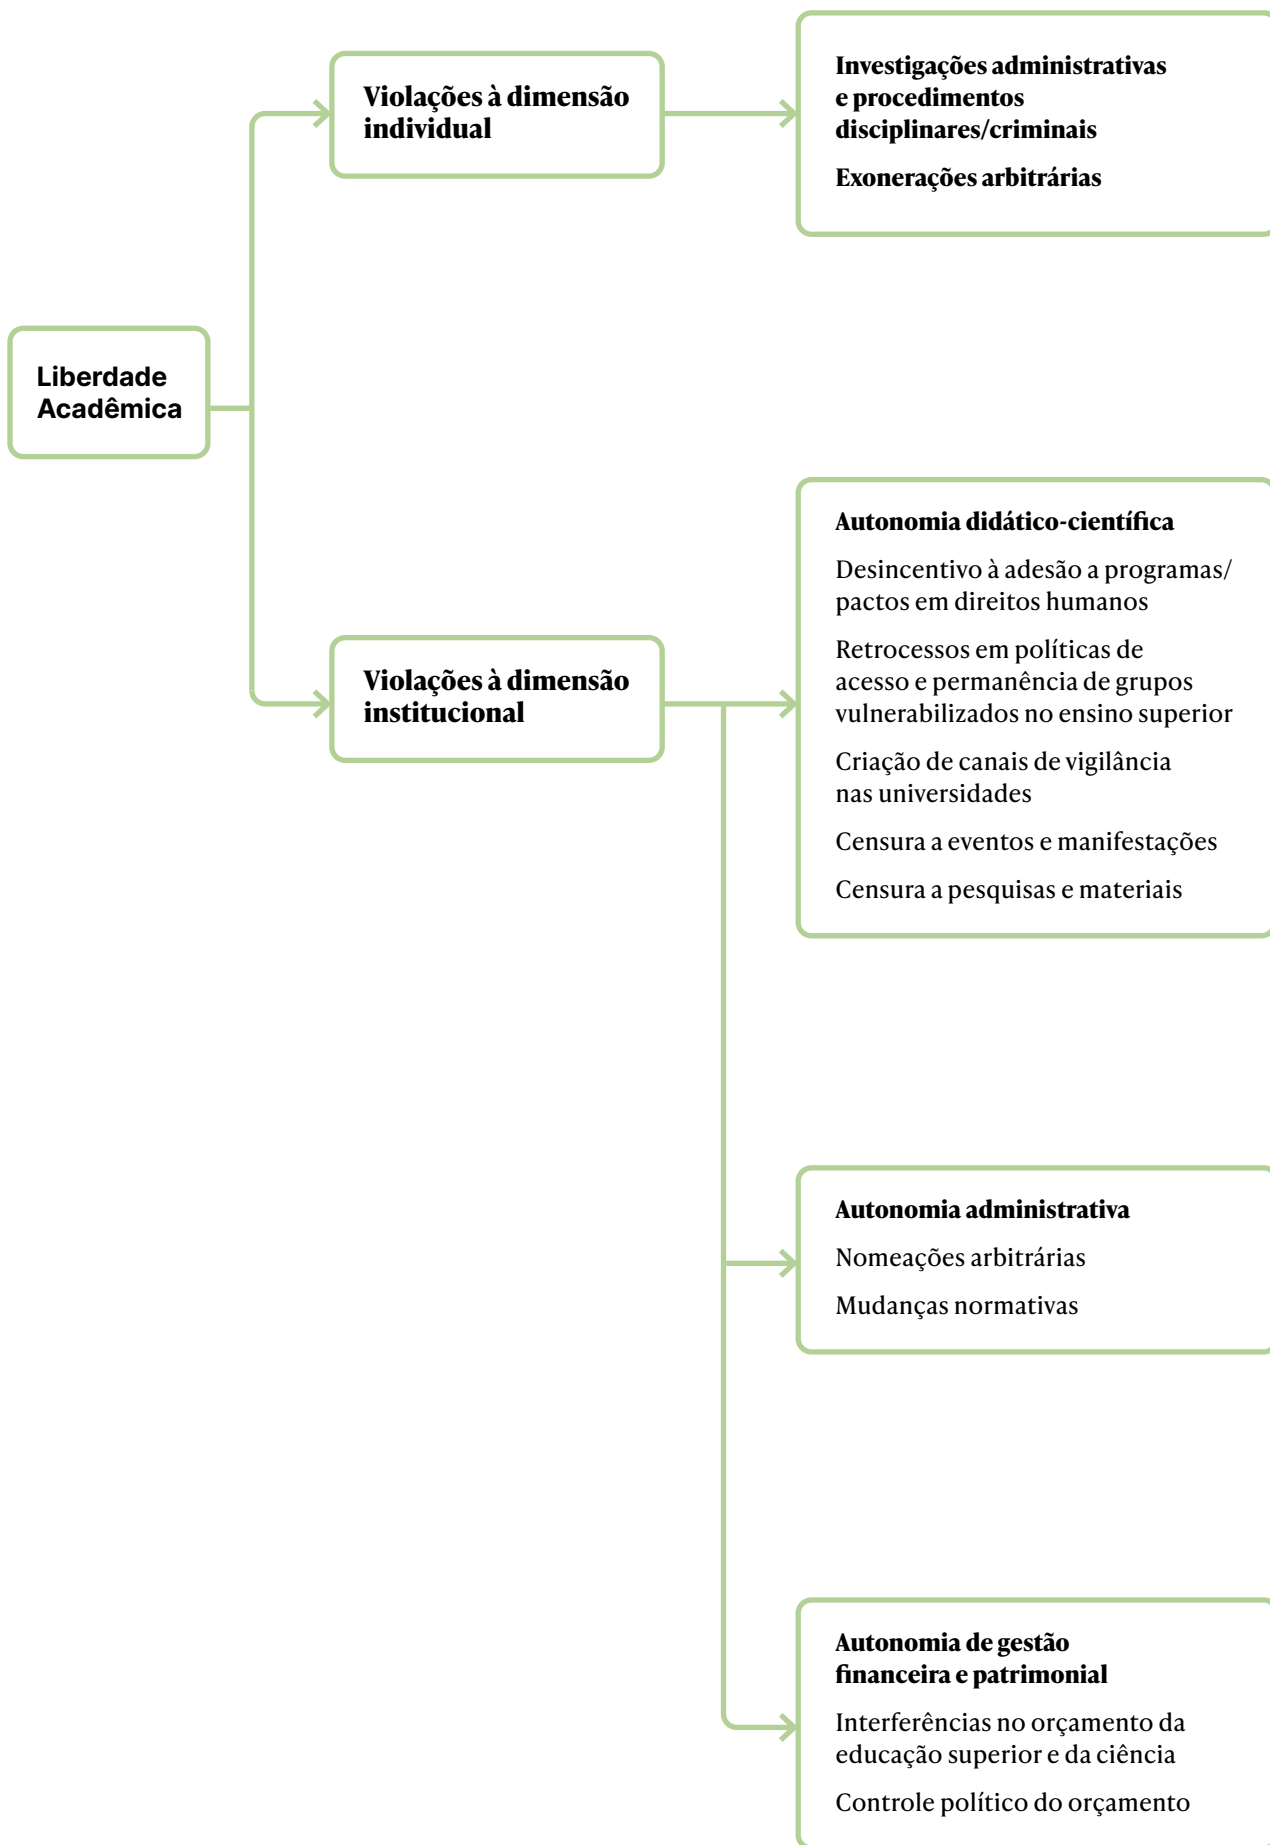 Liberdade
Acadêmica
Violações à dimensão
individual
Investigações administrativas
e procedimentos
disciplinares/criminais
Exonerações arbitrárias
Violações à dimensão
institucional
Autonomia didático-científica
Desincentivo à adesão a programas/
pactos em direitos humanos
Retrocessos em políticas de
acesso e permanência de grupos
vulnerabilizados no ensino superior
Criação de canais de vigilância
nas universidades
Censura a eventos e manifestações
Censura a pesquisas e materiais
Autonomia administrativa
Nomeações arbitrárias
Mudanças normativas
Autonomia de gestão
financeira e patrimonial
Interferências no orçamento da
educação superior e da ciência
Controle político do orçamento